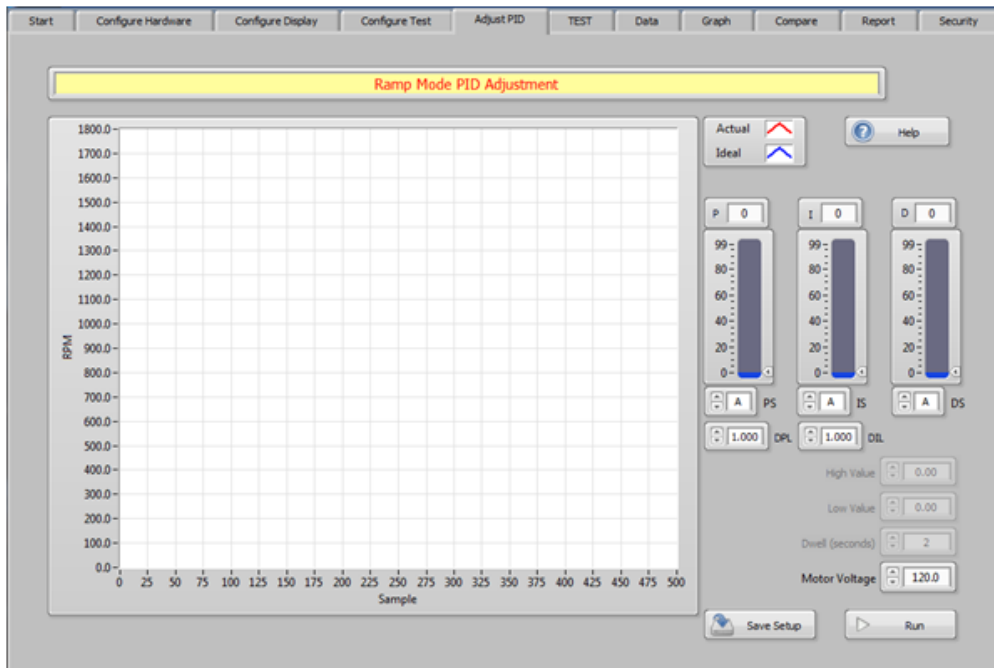 Start Configure Hardware Configure Display Configure Test Adjust PID TEST Data Graph Compare Report Security
Ramp Mode PID Adjustment
RPM
1800.0
1700.0
1600.0
1500.0
1400.0
1300.0
1200.0
1100.0
1000.0
900.0
800.0
700.0
600.0
500.0
400.0
300.0
200.0
100.0
0.0
0 25 50 75 100 125 150 175 200 225 250 275 300 325 350 375 400 425 450 475 500
Sample
Actual
Ideal
? Help
P 0 I 0 D 0
99 99 99
80 80 80
60 60 60
40 40 40
20 20 20
0 0 0
A PS A IS A DS
1.000 DPL 1.000 DIL
High Value 0.00
Low Value 0.00
Dwell (seconds) 2
Motor Voltage 120.0
Save Setup Run